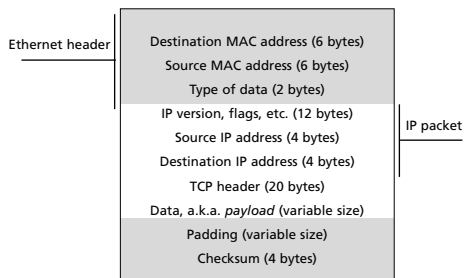 Ethernet header
Destination MAC address (6 bytes)
Source MAC address (6 bytes)
Type of data (2 bytes)
IP version, flags, etc. (12 bytes)
Source IP address (4 bytes)
Destination IP address (4 bytes)
TCP header (20 bytes)
Data, a.k.a. payload (variable size)
Padding (variable size)
Checksum (4 bytes)
IP packet